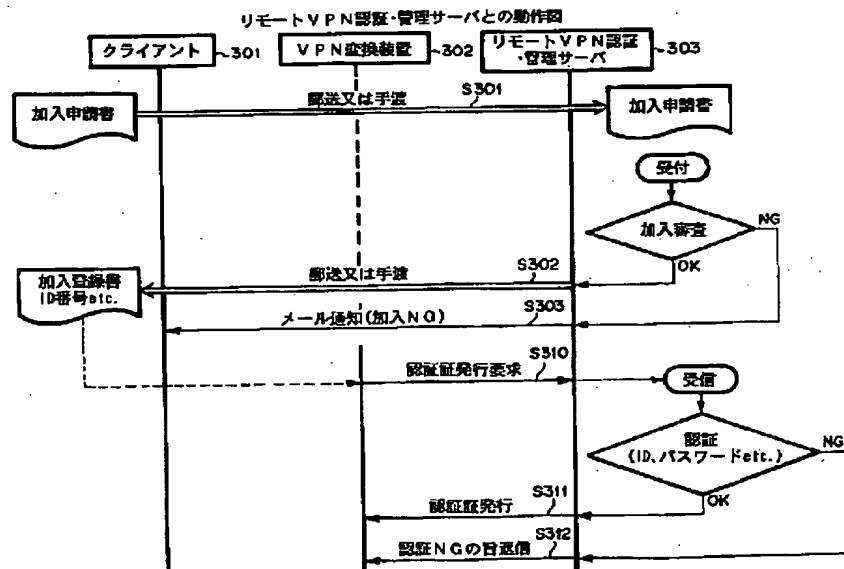 リモートVPN認証・管理サーバとの動作図
クライアント
301
VPN変換装置
302
リモートVPN認証
・管理サーバ
303
加入申請書
郵送又は手渡
S301
加入申請書
受付
加入審査
NG
OK
加入登録書
ID番号etc.
郵送又は手渡
S302
メール通知(加入NG)
S303
認証証発行要求
S310
受信
認証
(ID、パスワードetc.)
NG
OK
認証証発行
S311
認証NGの旨返信
S312